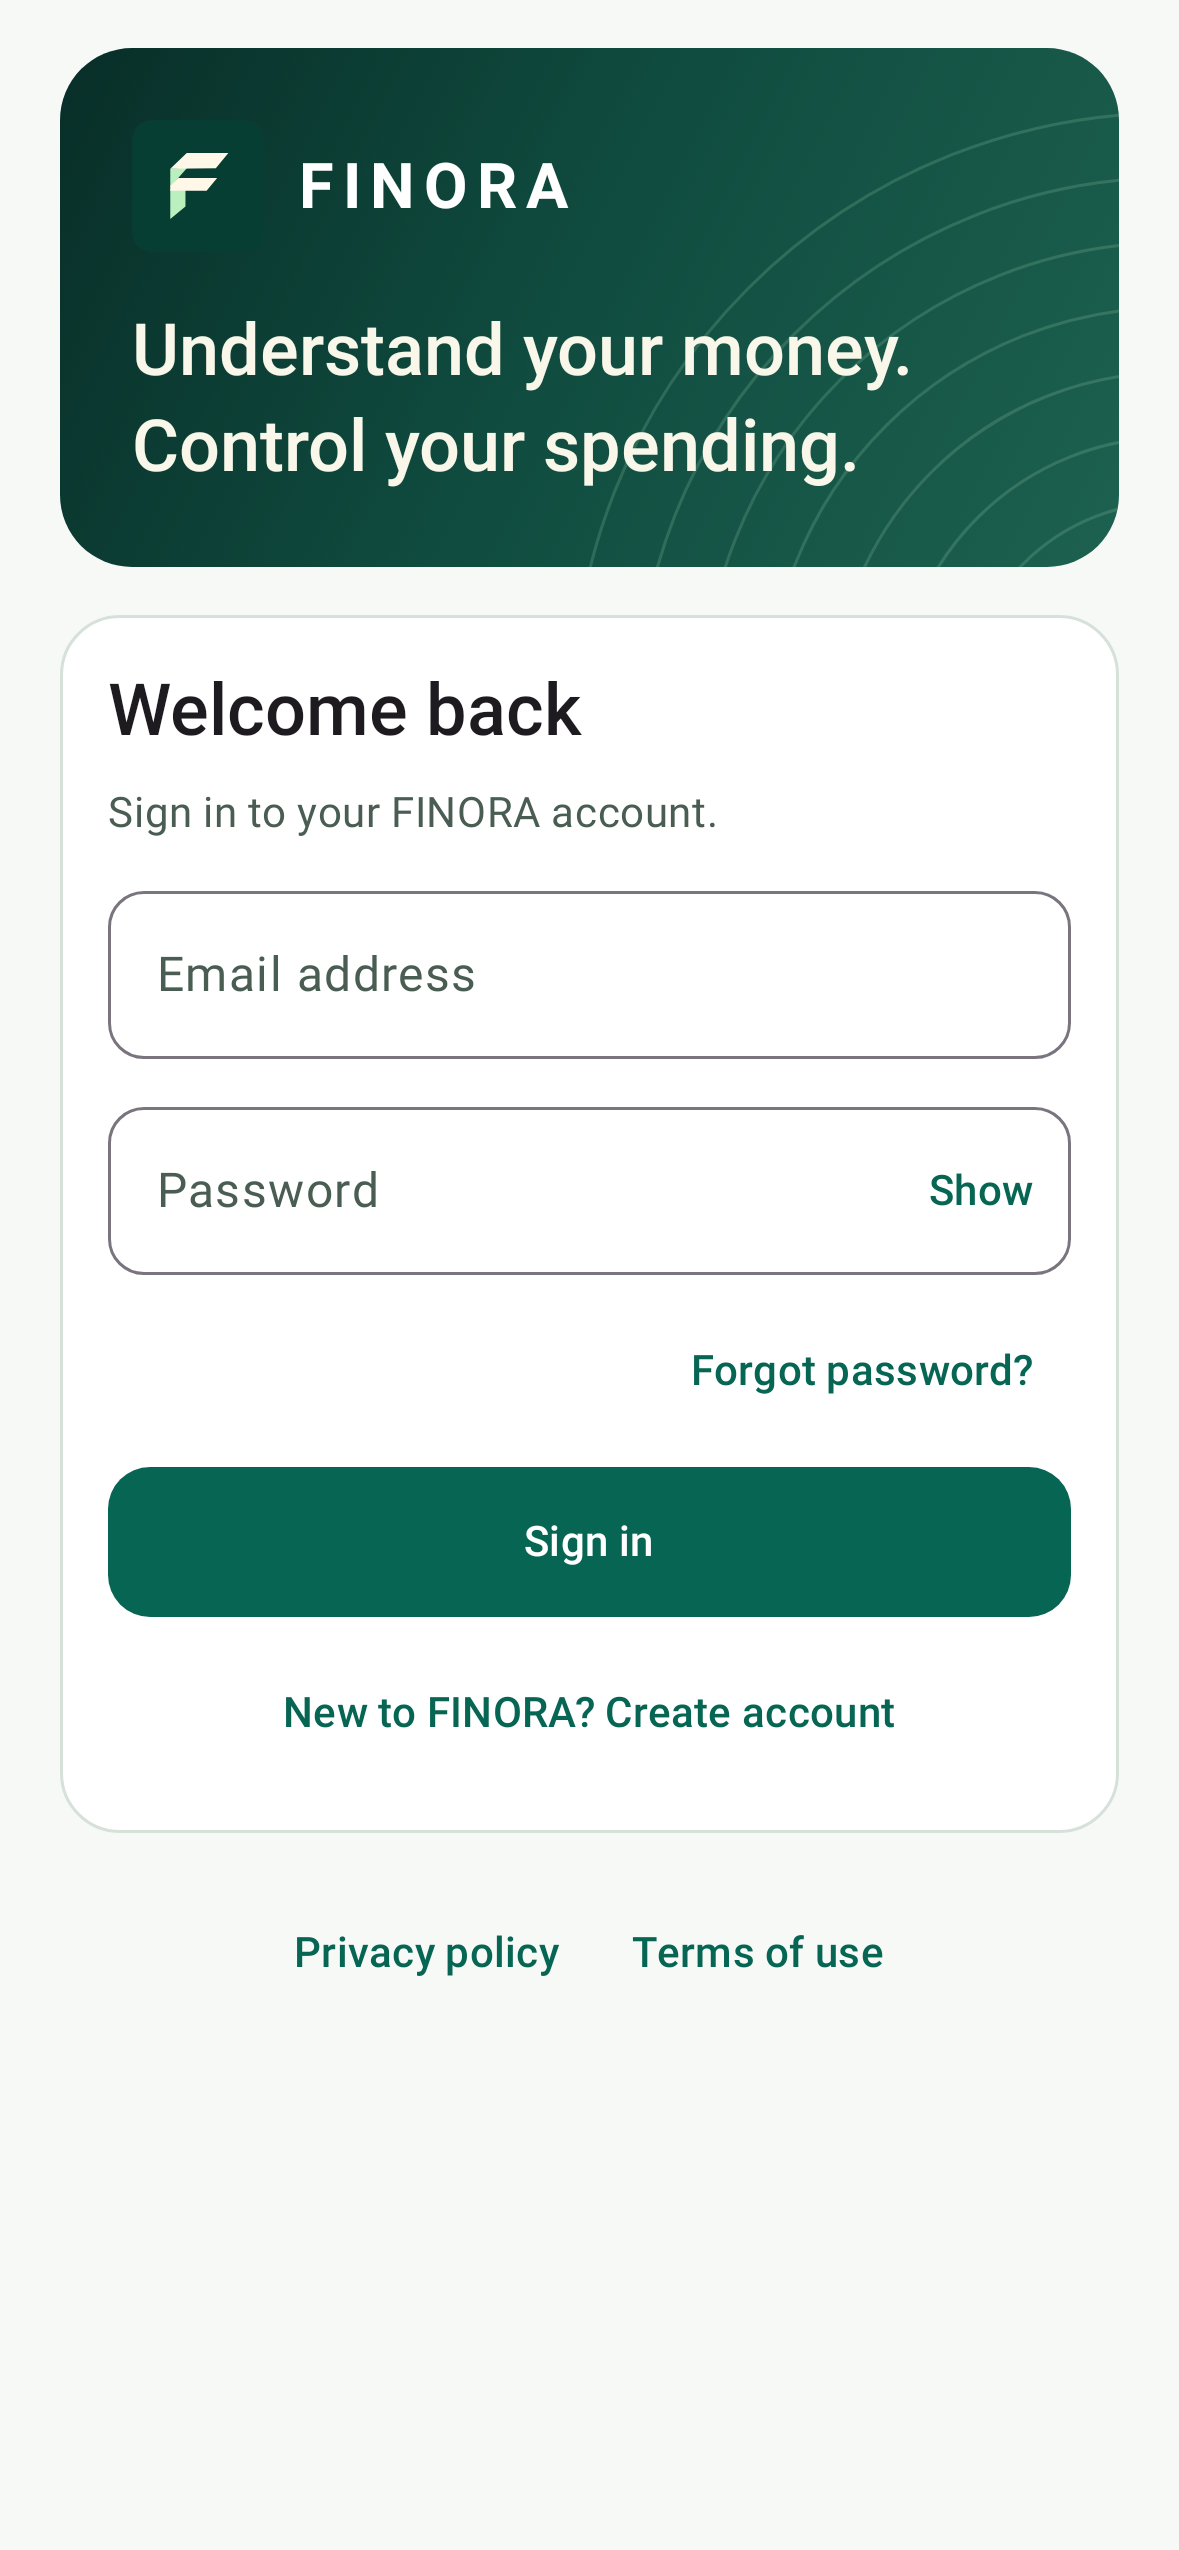 FINORA
Understand your money.
Control your spending.
Welcome back
Sign in to your FINORA account.
Email address
Password
Show
Forgot password?
Sign in
New to FINORA? Create account
Privacy policy
Terms of use